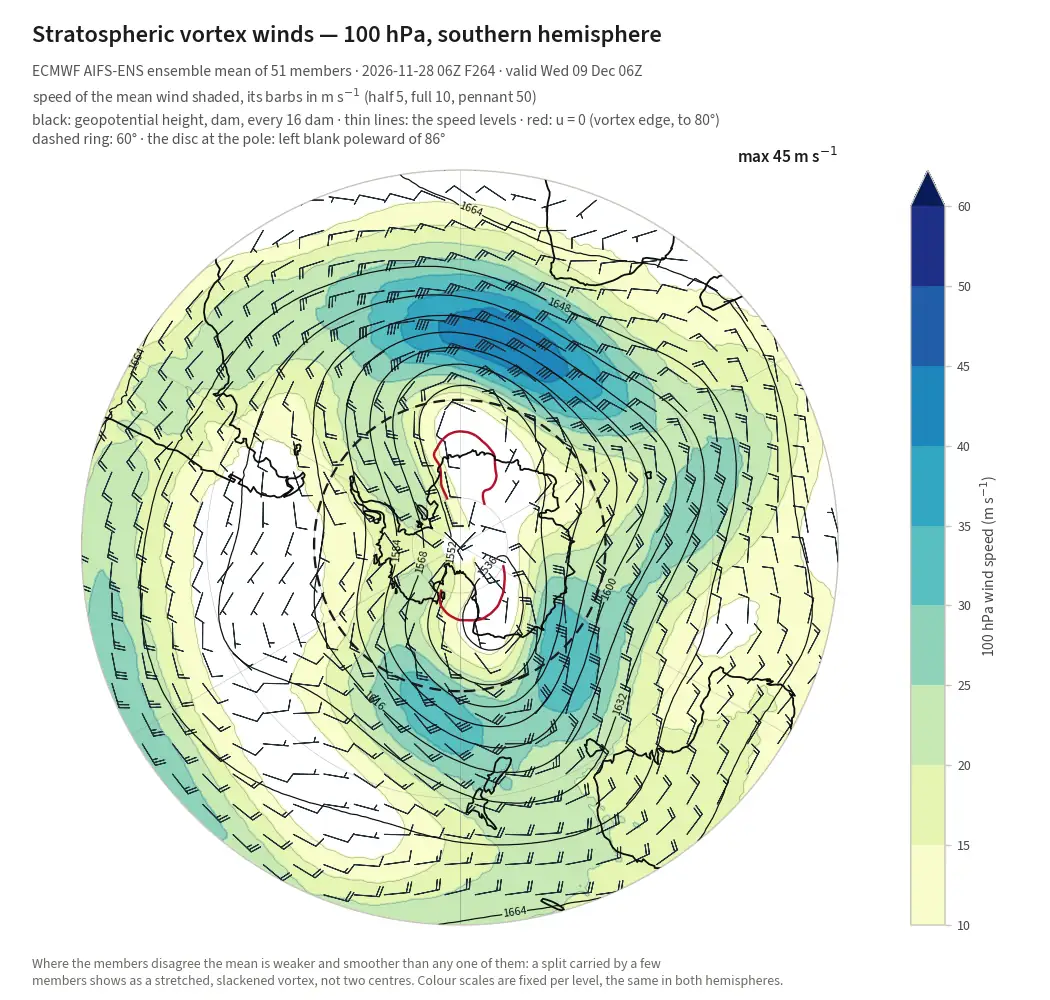 Stratospheric vortex winds — 100 hPa, southern hemisphere
ECMWF AIFS-ENS ensemble mean of 51 members · 2026-11-28 06Z F264 · valid Wed 09 Dec 06Z
speed of the mean wind shaded, its barbs in m s⁻¹ (half 5, full 10, pennant 50)
black: geopotential height, dam, every 16 dam · thin lines: the speed levels · red: u = 0 (vortex edge, to 80°)
dashed ring: 60° · the disc at the pole: left blank poleward of 86°
max 45 m s⁻¹
1664
1648
1664
1584
1568
1552
1536
1600
1632
1664
60
50
45
40
35
30
25
20
15
10
100 hPa wind speed (m s⁻¹)
Where the members disagree the mean is weaker and smoother than any one of them: a split carried by a few
members shows as a stretched, slackened vortex, not two centres. Colour scales are fixed per level, the same in both hemispheres.